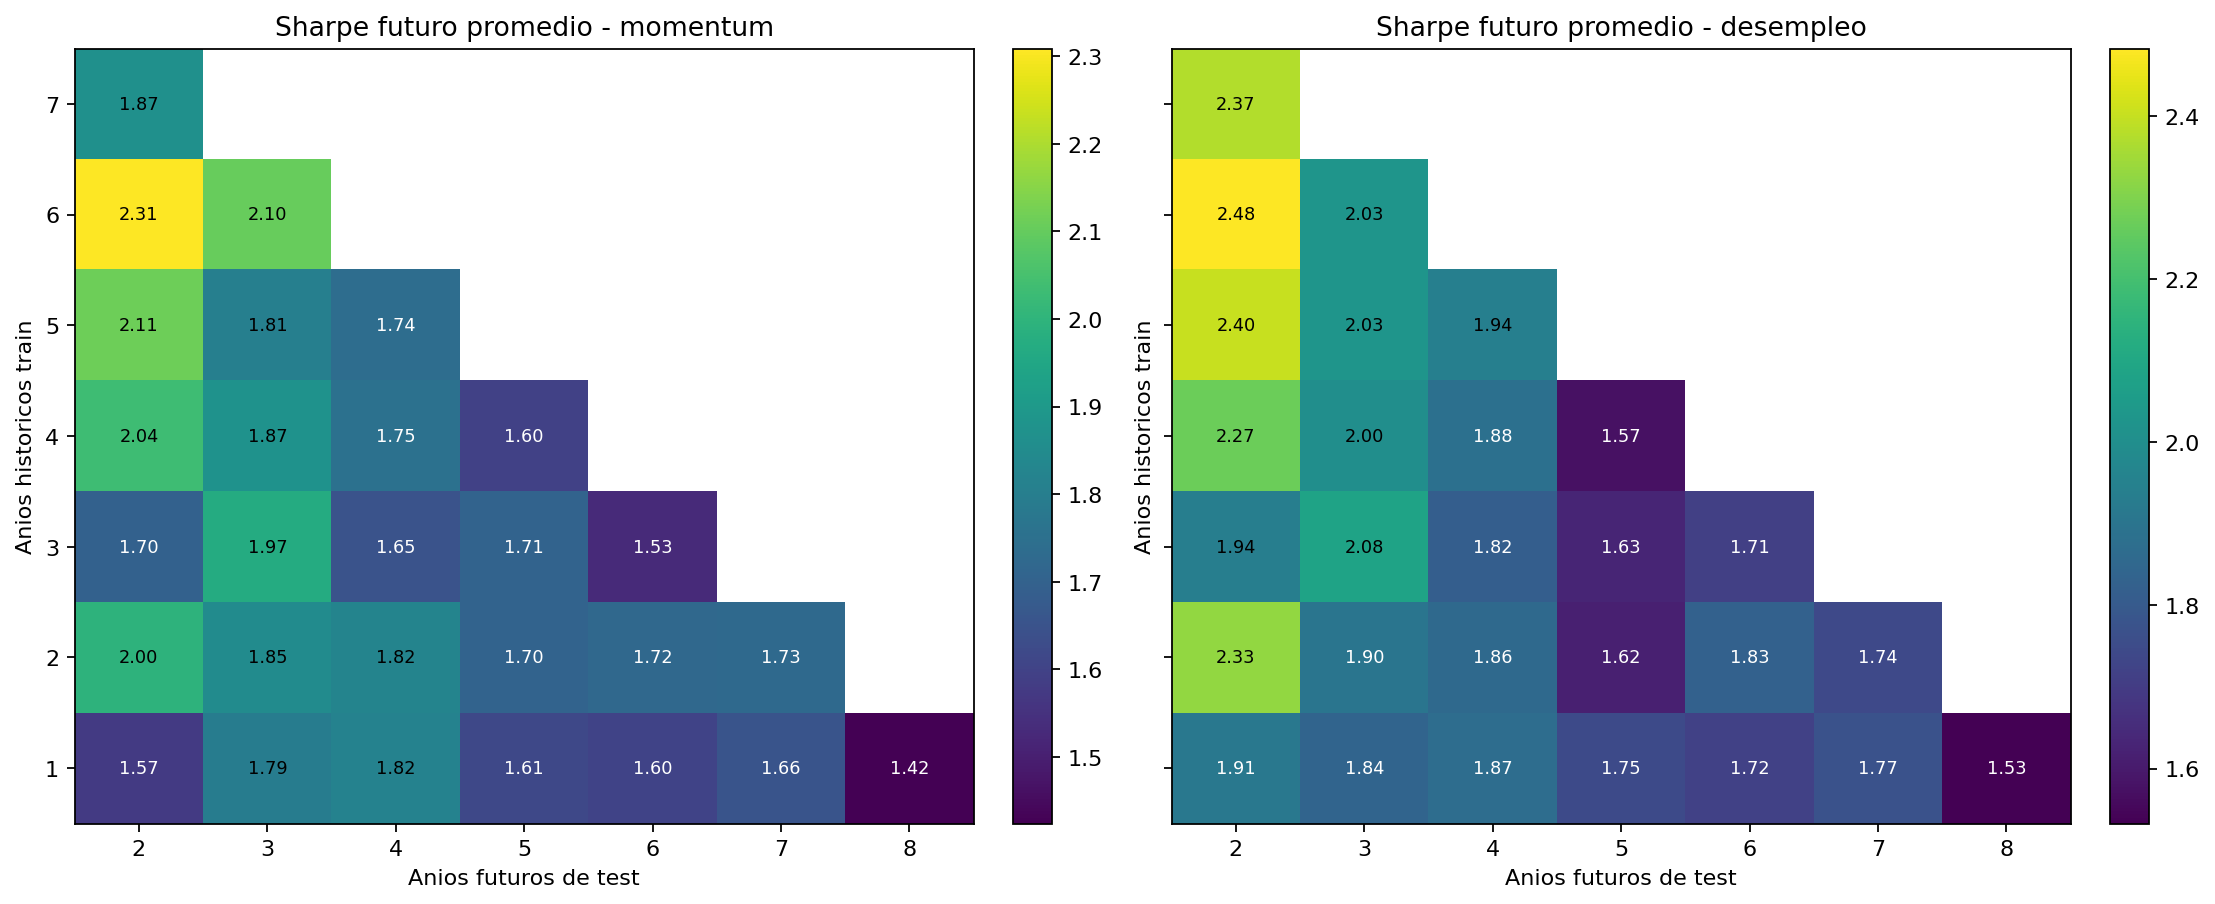 Sharpe futuro promedio - momentum
Anios historicos train
7
6
5
4
3
2
1
1.87
2.31 2.10
2.11 1.81 1.74
2.04 1.87 1.75 1.60
1.70 1.97 1.65 1.71 1.53
2.00 1.85 1.82 1.70 1.72 1.73
1.57 1.79 1.82 1.61 1.60 1.66 1.42
2 3 4 5 6 7 8
Anios futuros de test
2.3
2.2
2.1
2.0
1.9
1.8
1.7
1.6
1.5
Sharpe futuro promedio - desempleo
Anios historicos train
2.37
2.48 2.03
2.40 2.03 1.94
2.27 2.00 1.88 1.57
1.94 2.08 1.82 1.63 1.71
2.33 1.90 1.86 1.62 1.83 1.74
1.91 1.84 1.87 1.75 1.72 1.77 1.53
2 3 4 5 6 7 8
Anios futuros de test
2.4
2.2
2.0
1.8
1.6